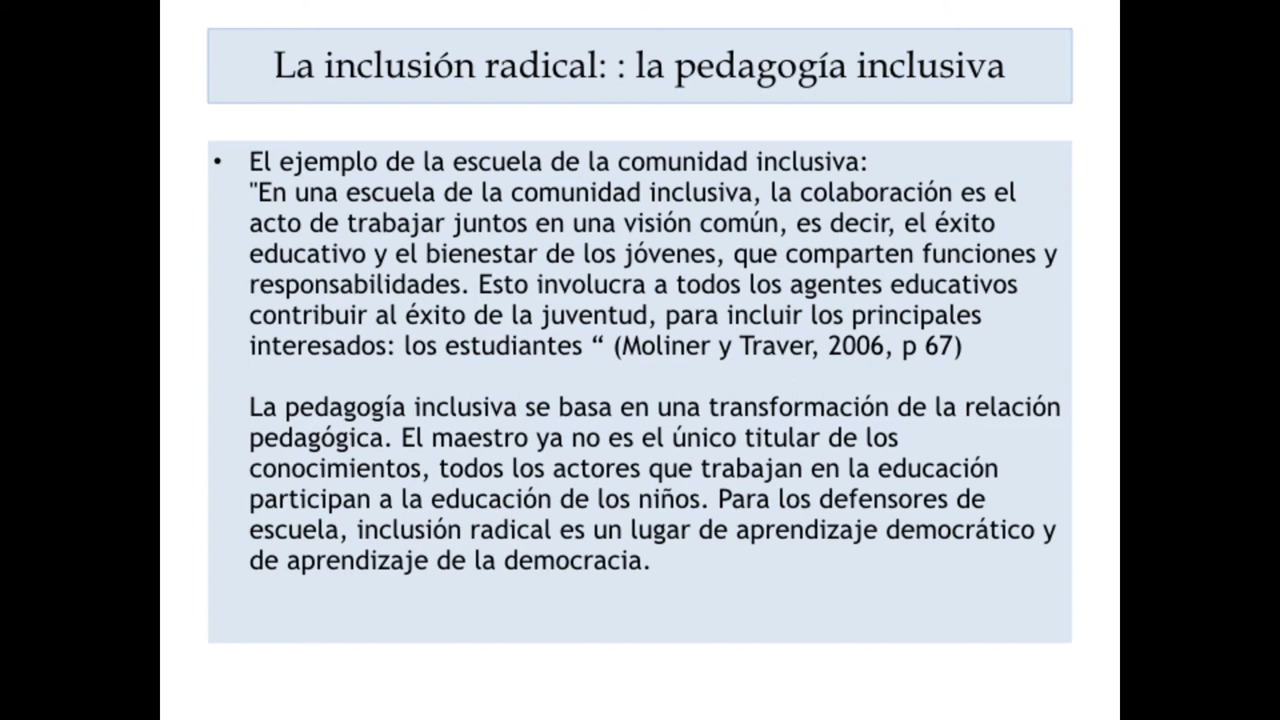 La inclusión radical: : la pedagogía inclusiva
• El ejemplo de la escuela de la comunidad inclusiva:
"En una escuela de la comunidad inclusiva, la colaboración es el
acto de trabajar juntos en una visión común, es decir, el éxito
educativo y el bienestar de los jóvenes, que comparten funciones y
responsabilidades. Esto involucra a todos los agentes educativos
contribuir al éxito de la juventud, para incluir los principales
interesados: los estudiantes “ (Moliner y Traver, 2006, p 67)
La pedagogía inclusiva se basa en una transformación de la relación
pedagógica. El maestro ya no es el único titular de los
conocimientos, todos los actores que trabajan en la educación
participan a la educación de los niños. Para los defensores de
escuela, inclusión radical es un lugar de aprendizaje democrático y
de aprendizaje de la democracia.